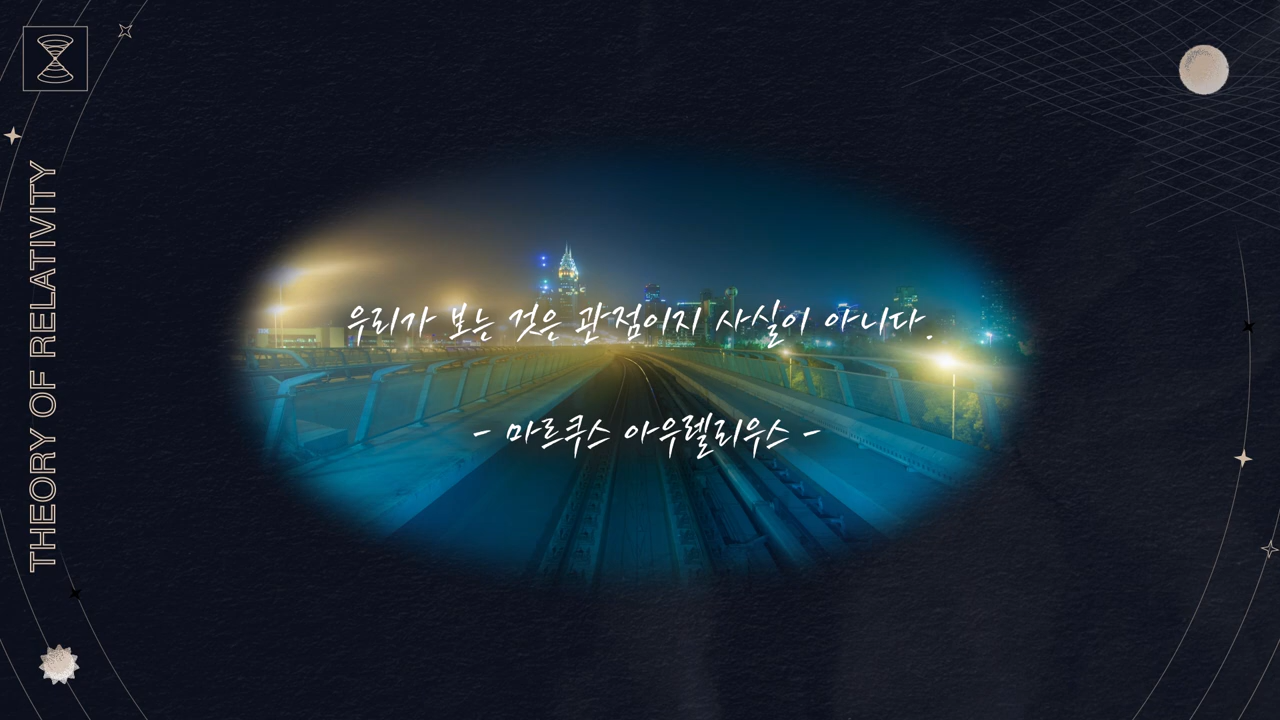 THEORY OF RELATIVITY
우리가 보는 것은 관점이지 사실이 아니다.
- 마르쿠스 아우렐리우스 -